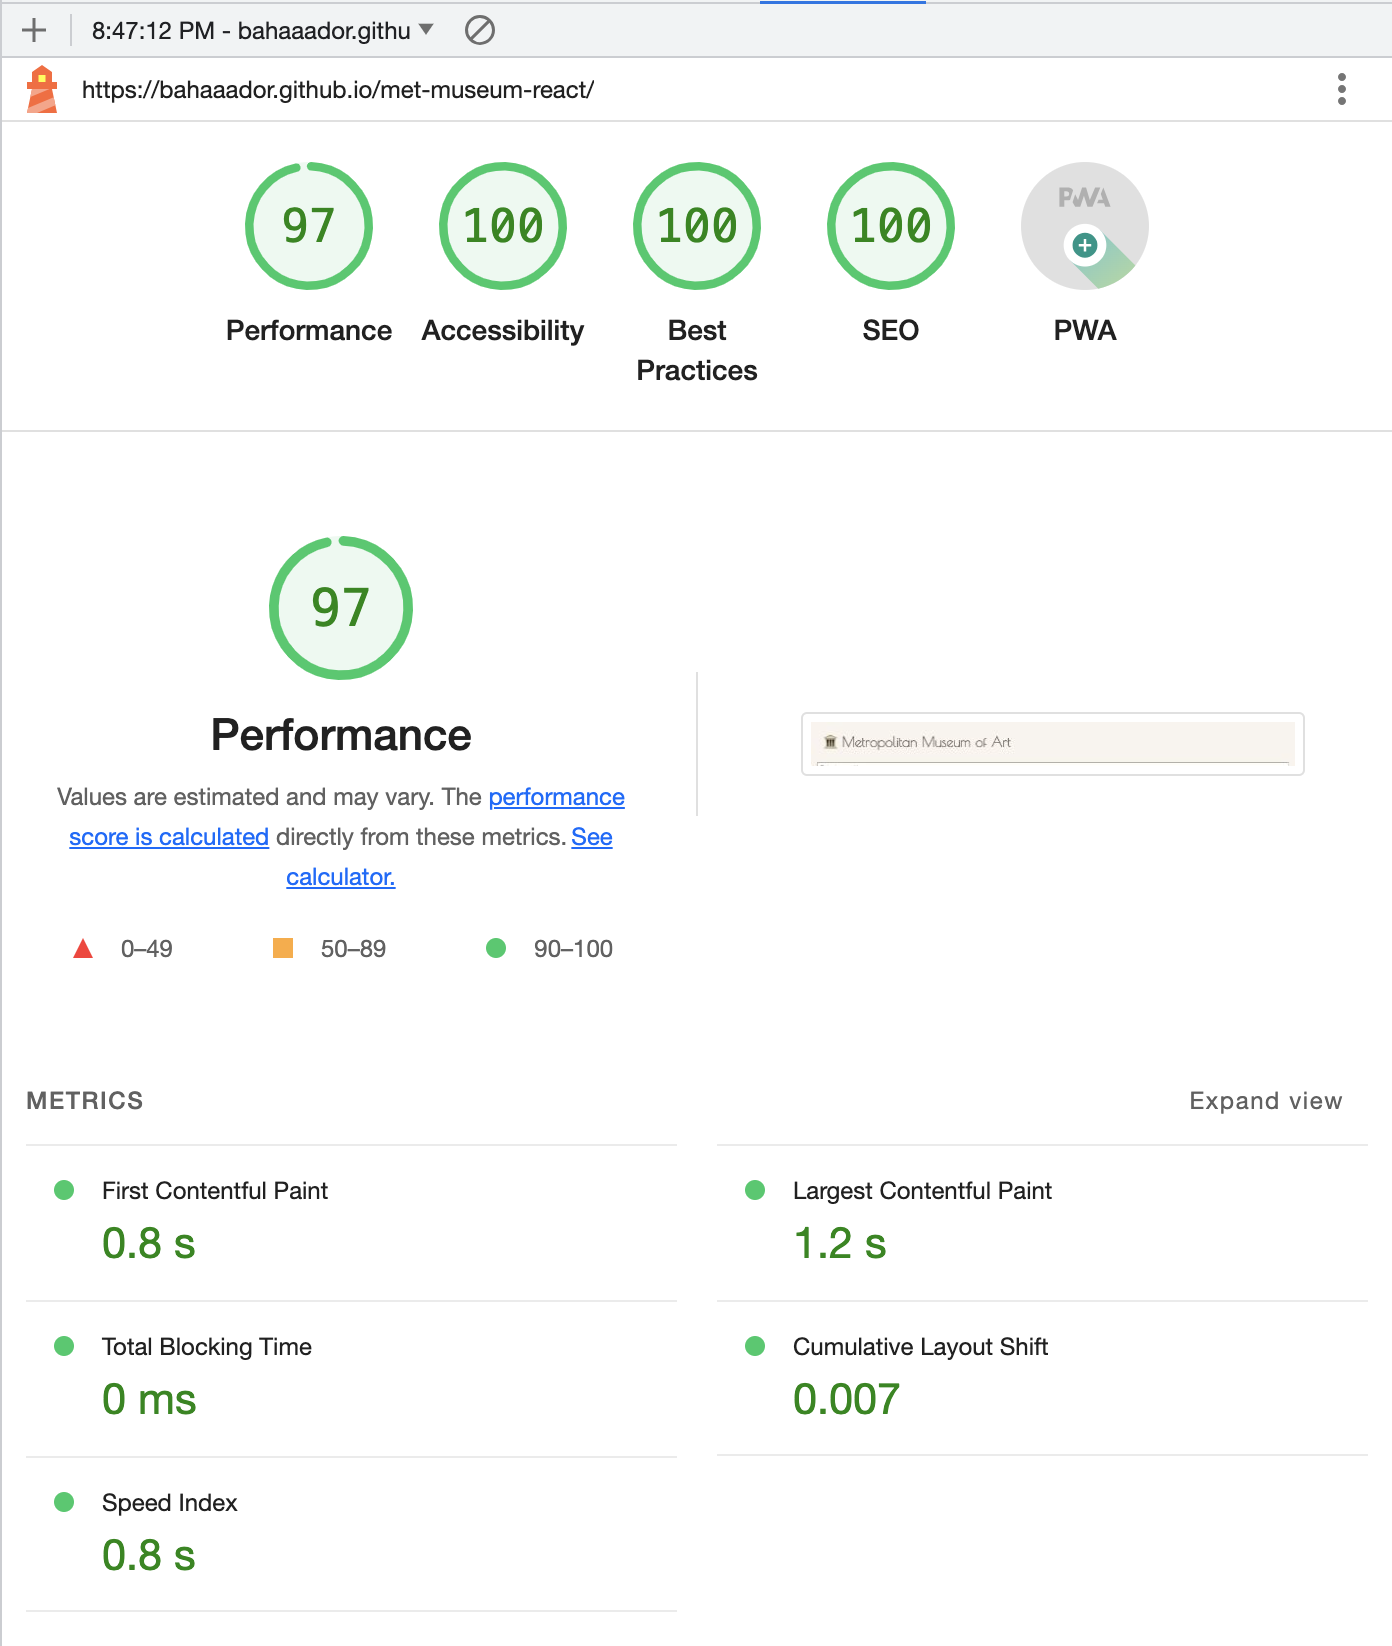 8:47:12 PM - bahaaador.githu
https://bahaaador.github.io/met-museum-react/
97
100
100
100
PWA
Performance
Accessibility
Best
Practices
SEO
PWA
97
Performance
Values are estimated and may vary. The performance
score is calculated directly from these metrics. See
calculator.
0–49
50–89
90–100
Metropolitan Museum of Art
METRICS
Expand view
First Contentful Paint
0.8 s
Largest Contentful Paint
1.2 s
Total Blocking Time
0 ms
Cumulative Layout Shift
0.007
Speed Index
0.8 s